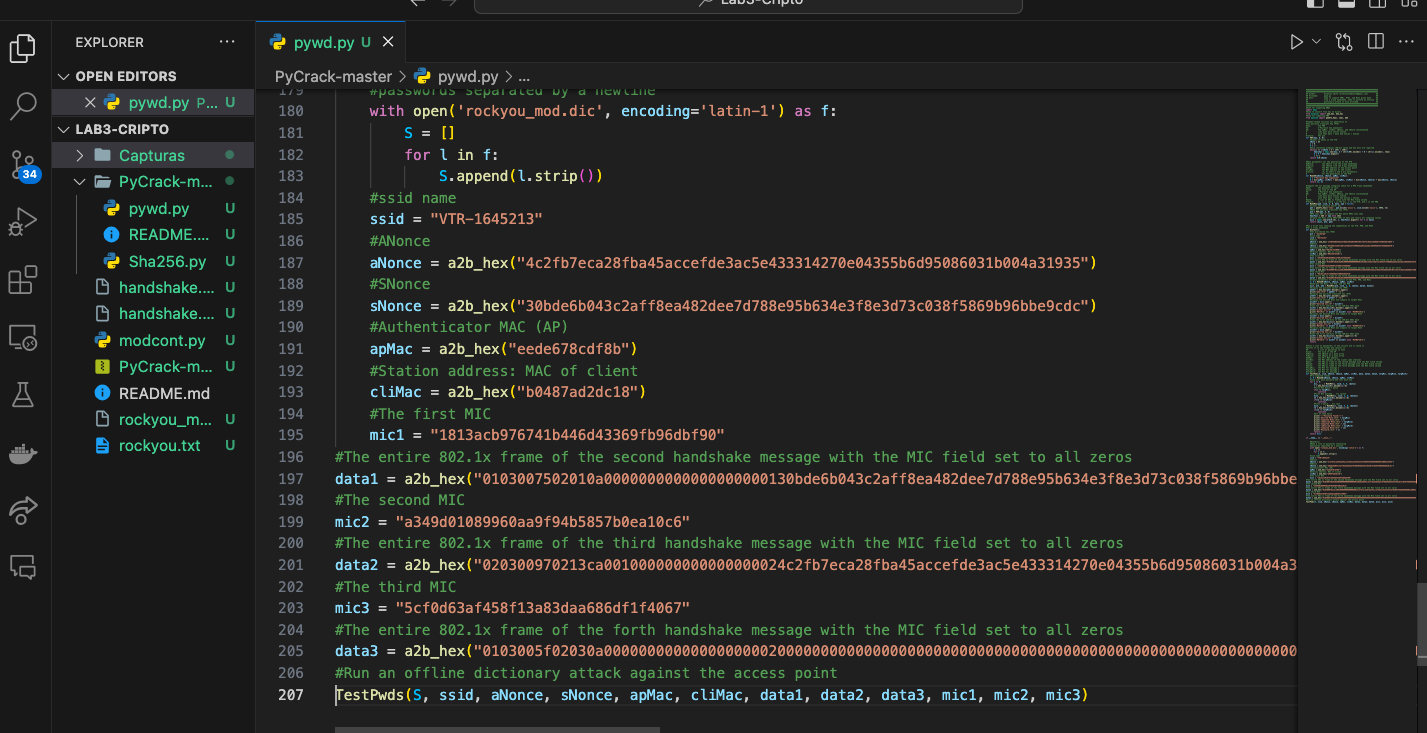 Lab3-Cripto
EXPLORER
OPEN EDITORS
pywd.py P... U
LAB3-CRIPTO
Capturas
PyCrack-m...
pywd.py U
README.... U
Sha256.py U
handshake.... U
handshake.... U
modcont.py U
PyCrack-m... U
README.md
rockyou_m... U
rockyou.txt U
34
pywd.py U
PyCrack-master > pywd.py > ...
179 #passwords separated by a newline
180 with open('rockyou_mod.dic', encoding='latin-1') as f:
181 S = []
182 for l in f:
183 S.append(l.strip())
184 #ssid name
185 ssid = "VTR-1645213"
186 #ANonce
187 aNonce = a2b_hex("4c2fb7eca28fba45accefde3ac5e433314270e04355b6d95086031b004a31935")
188 #SNonce
189 sNonce = a2b_hex("30bde6b043c2aff8ea482dee7d788e95b634e3f8e3d73c038f5869b96bbe9cdc")
190 #Authenticator MAC (AP)
191 apMac = a2b_hex("eede678cdf8b")
192 #Station address: MAC of client
193 cliMac = a2b_hex("b0487ad2dc18")
194 #The first MIC
195 mic1 = "1813acb976741b446d43369fb96dbf90"
196 #The entire 802.1x frame of the second handshake message with the MIC field set to all zeros
197 data1 = a2b_hex("0103007502010a0000000000000000000130bde6b043c2aff8ea482dee7d788e95b634e3f8e3d73c038f5869b96bbe
198 #The second MIC
199 mic2 = "a349d01089960aa9f94b5857b0ea10c6"
200 #The entire 802.1x frame of the third handshake message with the MIC field set to all zeros
201 data2 = a2b_hex("020300970213ca00100000000000000000024c2fb7eca28fba45accefde3ac5e433314270e04355b6d95086031b004a3
202 #The third MIC
203 mic3 = "5cf0d63af458f13a83daa686df1f4067"
204 #The entire 802.1x frame of the forth handshake message with the MIC field set to all zeros
205 data3 = a2b_hex("
206 #Run an offline dictionary attack against the access point
207 TestPwds(S, ssid, aNonce, sNonce, apMac, cliMac, data1, data2, data3, mic1, mic2, mic3)